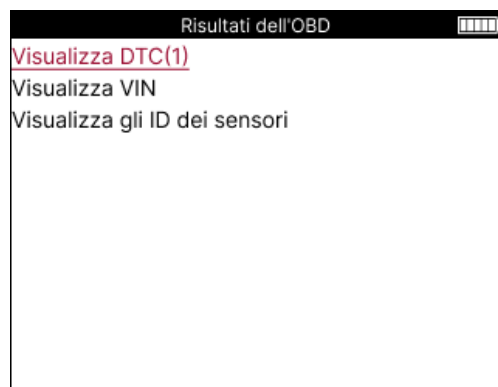 Risultati dell'OBD
Visualizza DTC(1)
Visualizza VIN
Visualizza gli ID dei sensori